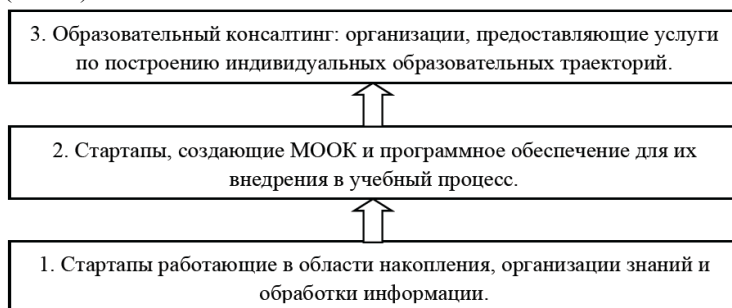 3. Образовательный консалтинг: организации, предоставляющие услуги
по построению индивидуальных образовательных траекторий.
2. Стартапы, создающие МООК и программное обеспечение для их
внедрения в учебный процесс.
1. Стартапы работающие в области накопления, организации знаний и
обработки информации.